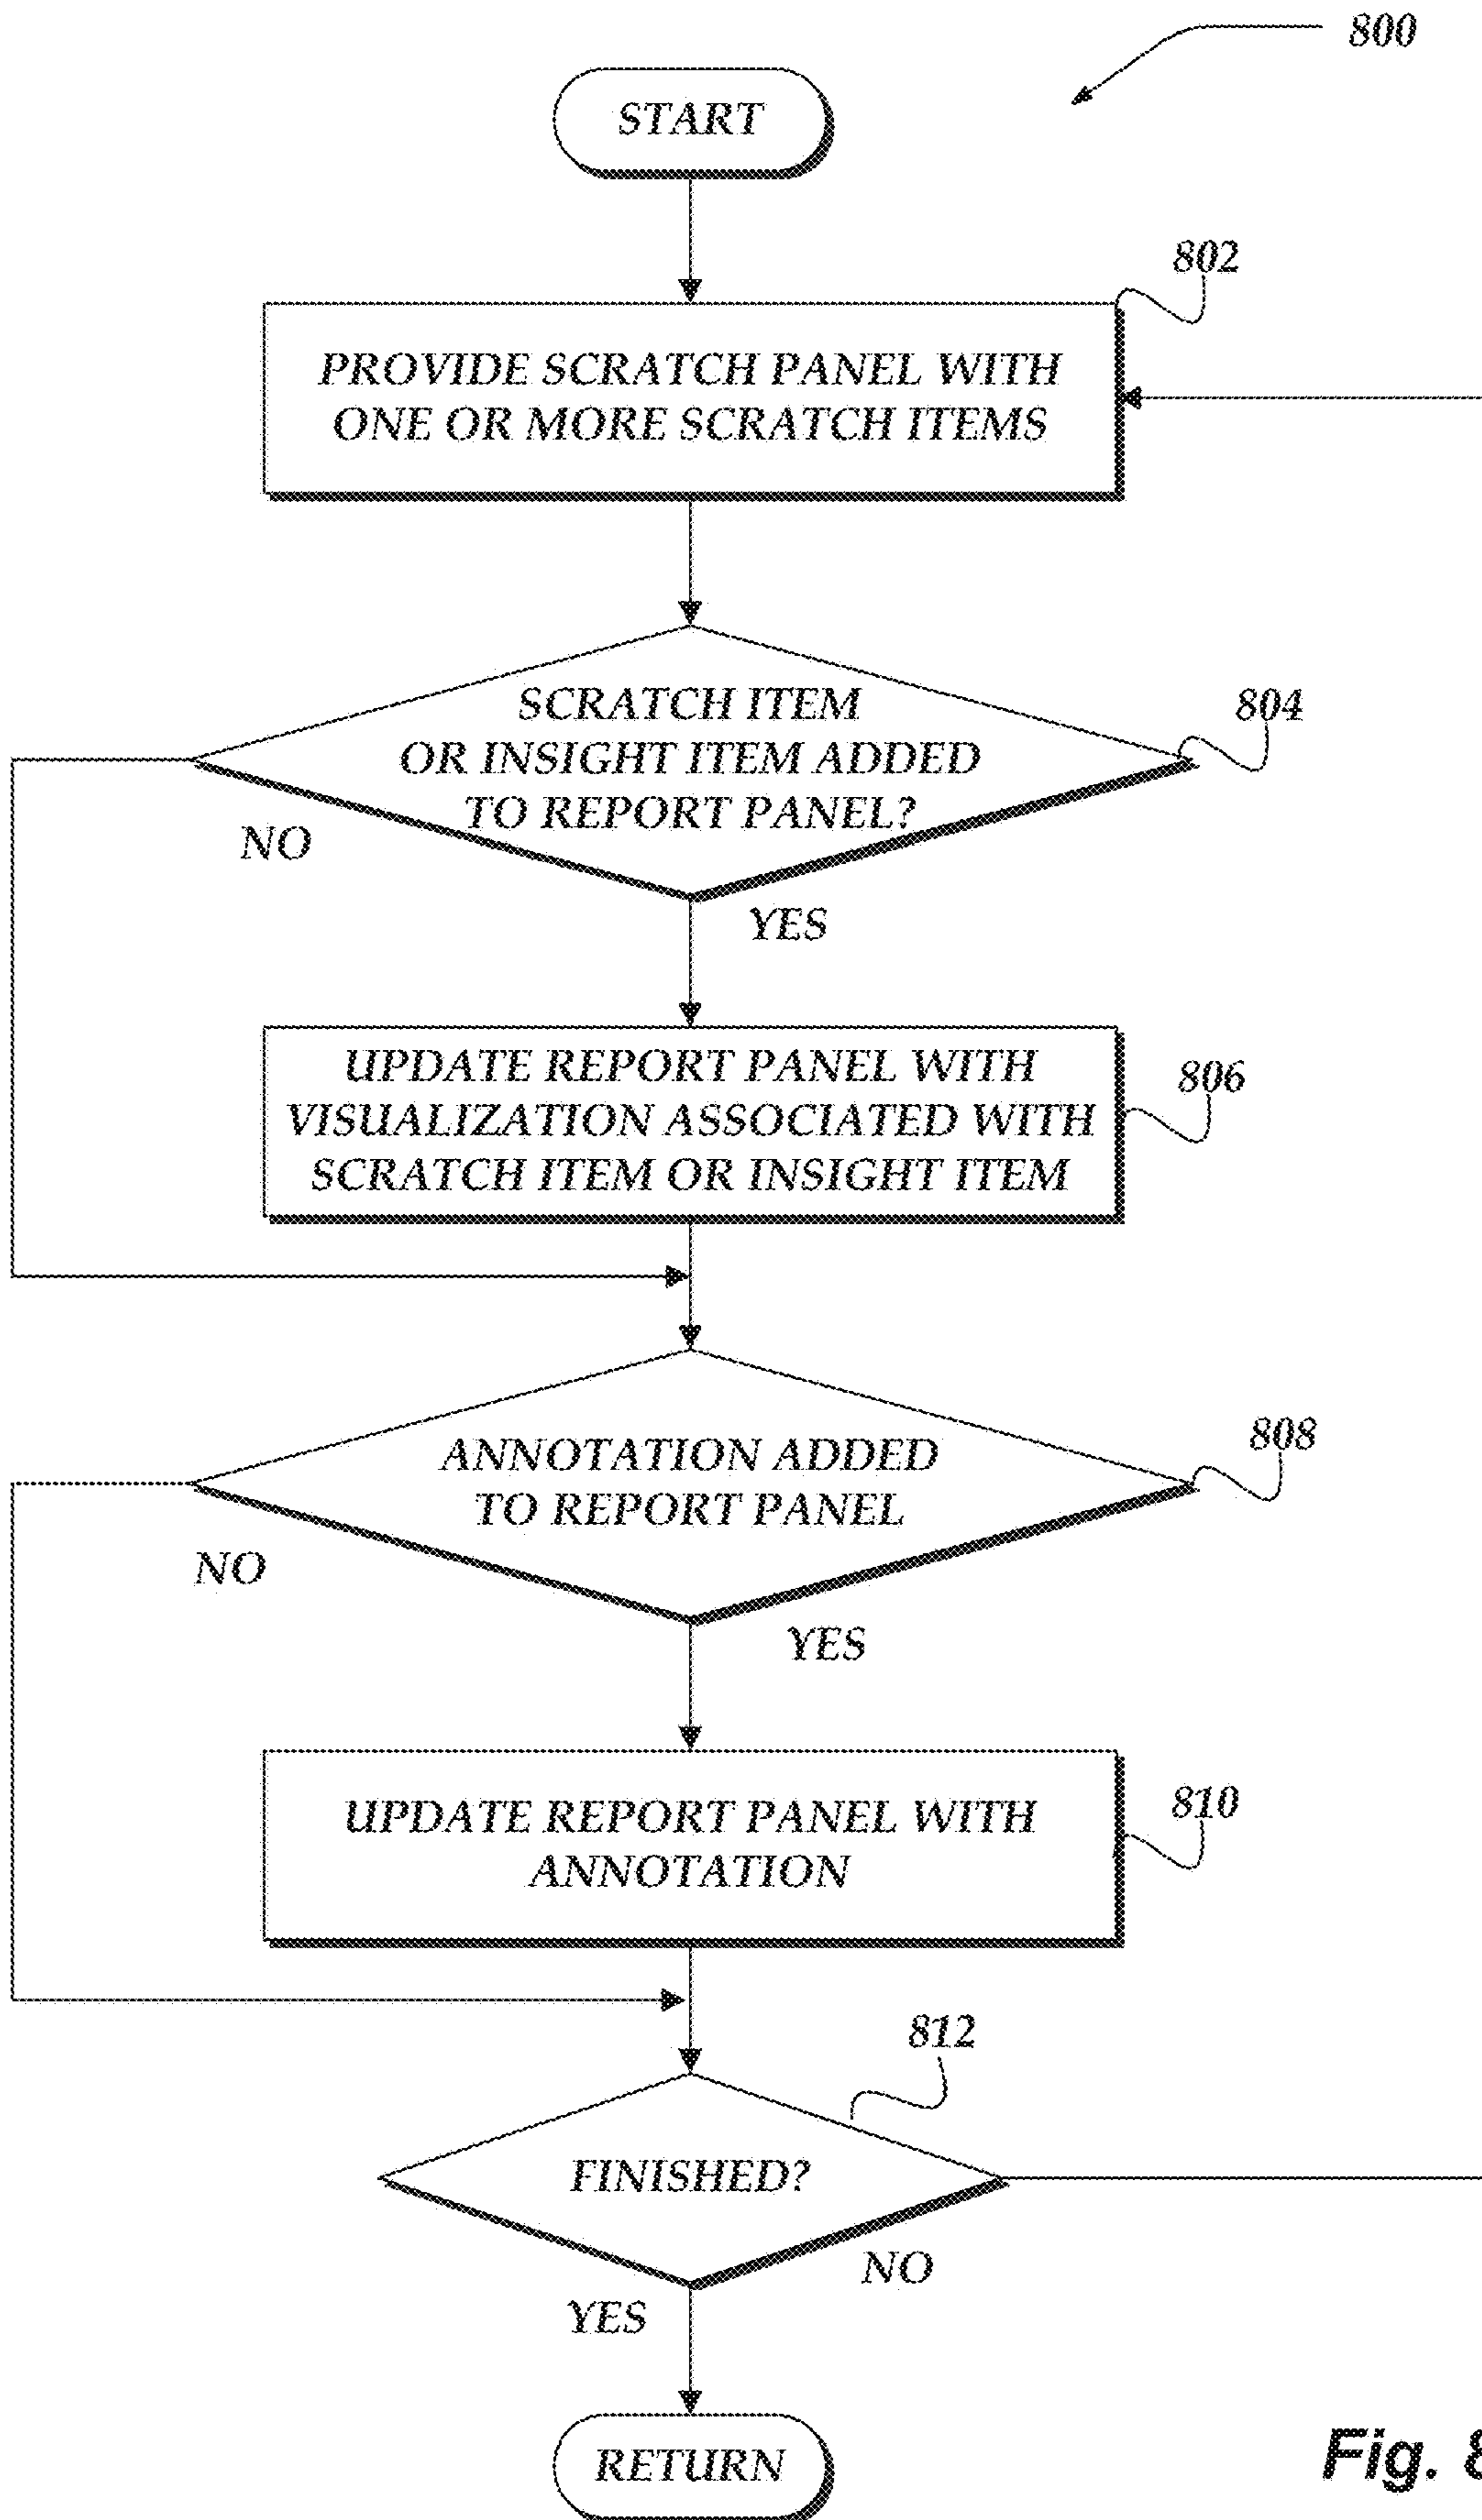 800
START
802
PROVIDE SCRATCH PANEL WITH
ONE OR MORE SCRATCH ITEMS
804
SCRATCH ITEM
OR INSIGHT ITEM ADDED
TO REPORT PANEL?
NO
YES
806
UPDATE REPORT PANEL WITH
VISUALIZATION ASSOCIATED WITH
SCRATCH ITEM OR INSIGHT ITEM
808
ANNOTATION ADDED
TO REPORT PANEL
NO
YES
810
UPDATE REPORT PANEL WITH
ANNOTATION
812
FINISHED?
NO
YES
RETURN
Fig. 8